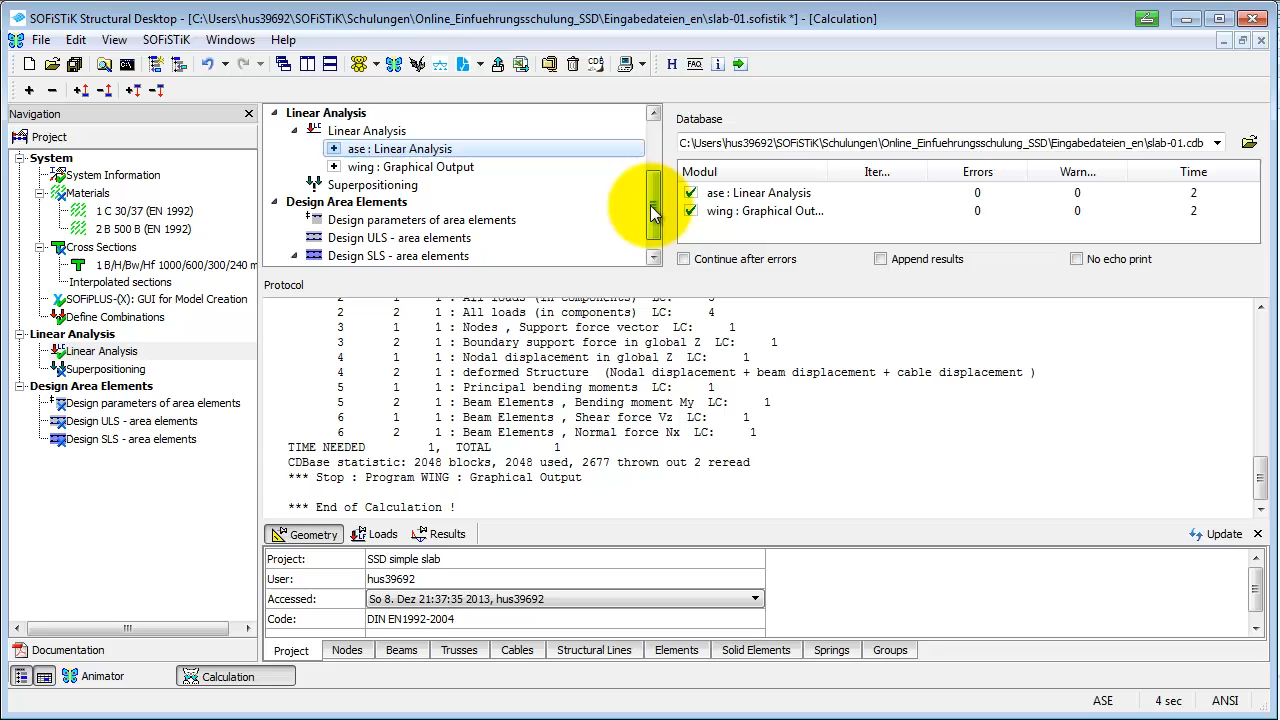 SOFiSTiK Structural Desktop - [C:\Users\hus39692\SOFiSTiK\Schulungen\Online_Einfuehrungsschulung_SSD\Eingabedateien_en\slab-01.sofistik *] - [Calculation]
File Edit View SOFiSTiK Windows Help
Navigation
Project
System
System Information
Materials
1 C 30/37 (EN 1992)
2 B 500 B (EN 1992)
Cross Sections
1 B/H/Bw/Hf 1000/600/300/240 m
Interpolated sections
SOFiPLUS-(X): GUI for Model Creation
Define Combinations
Linear Analysis
Linear Analysis
Superpositioning
Design Area Elements
Design parameters of area elements
Design ULS - area elements
Design SLS - area elements
Documentation
Animator
Calculation
Linear Analysis
Linear Analysis
ase : Linear Analysis
wing : Graphical Output
Superpositioning
Design Area Elements
Design parameters of area elements
Design ULS - area elements
Design SLS - area elements
Database
C:\Users\hus39692\SOFiSTiK\Schulungen\Online_Einfuehrungsschulung_SSD\Eingabedateien_en\slab-01.cdb
Modul Iter... Errors Warn... Time
ase : Linear Analysis 0 0 2
wing : Graphical Out... 0 0 2
Continue after errors Append results No echo print
Protocol
2 2 1 : All loads (in components) LC: 4
3 1 1 : Nodes , Support force vector LC: 1
3 2 1 : Boundary support force in global Z LC: 1
4 1 1 : Nodal displacement in global Z LC: 1
4 2 1 : deformed Structure (Nodal displacement + beam displacement + cable displacement )
5 1 1 : Principal bending moments LC: 1
5 2 1 : Beam Elements , Bending moment My LC: 1
6 1 1 : Beam Elements , Shear force Vz LC: 1
6 2 1 : Beam Elements , Normal force Nx LC: 1
TIME NEEDED 1, TOTAL 1
CDBase statistic: 2048 blocks, 2048 used, 2677 thrown out 2 reread
*** Stop : Program WING : Graphical Output
*** End of Calculation !
Geometry Loads Results Update
Project: SSD simple slab
User: hus39692
Accessed: So 8. Dez 21:37:35 2013, hus39692
Code: DIN EN1992-2004
Project Nodes Beams Trusses Cables Structural Lines Elements Solid Elements Springs Groups
ASE 4 sec ANSI